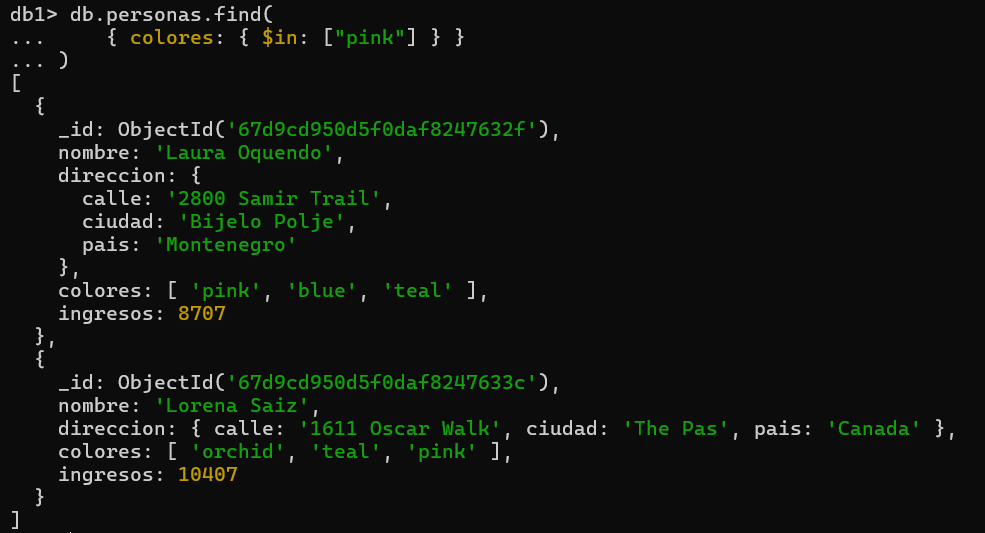 db1> db.personas.find(
...     { colores: { $in: ["pink"] } }
... )
[
  {
    _id: ObjectId('67d9cd950d5f0daf8247632f'),
    nombre: 'Laura Oquendo',
    direccion: {
      calle: '2800 Samir Trail',
      ciudad: 'Bijelo Polje',
      pais: 'Montenegro'
    },
    colores: [ 'pink', 'blue', 'teal' ],
    ingresos: 8707
  },
  {
    _id: ObjectId('67d9cd950d5f0daf8247633c'),
    nombre: 'Lorena Saiz',
    direccion: { calle: '1611 Oscar Walk', ciudad: 'The Pas', pais: 'Canada' },
    colores: [ 'orchid', 'teal', 'pink' ],
    ingresos: 10407
  }
]